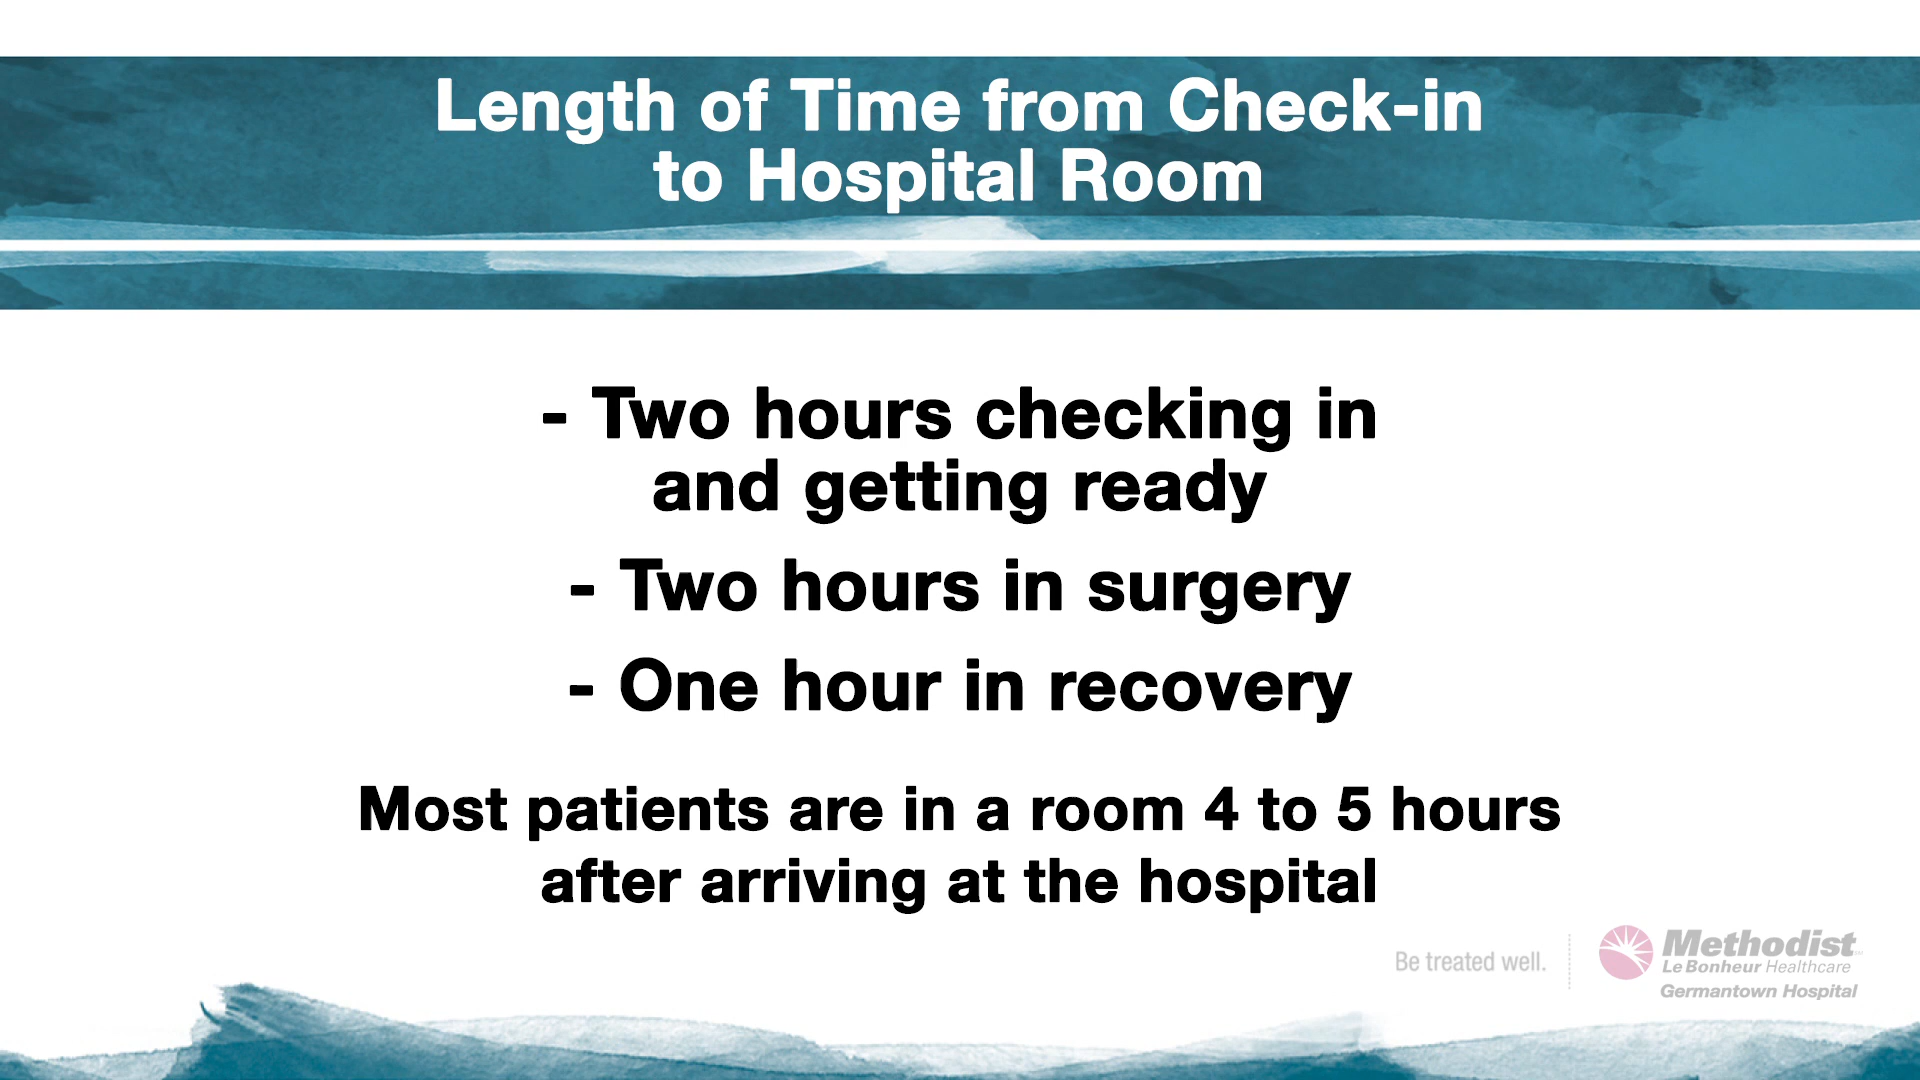 Length of Time from Check-in
to Hospital Room
- Two hours checking in
and getting ready
- Two hours in surgery
- One hour in recovery
Most patients are in a room 4 to 5 hours
after arriving at the hospital
Be treated well.
Methodist
Le Bonheur Healthcare
Germantown Hospital